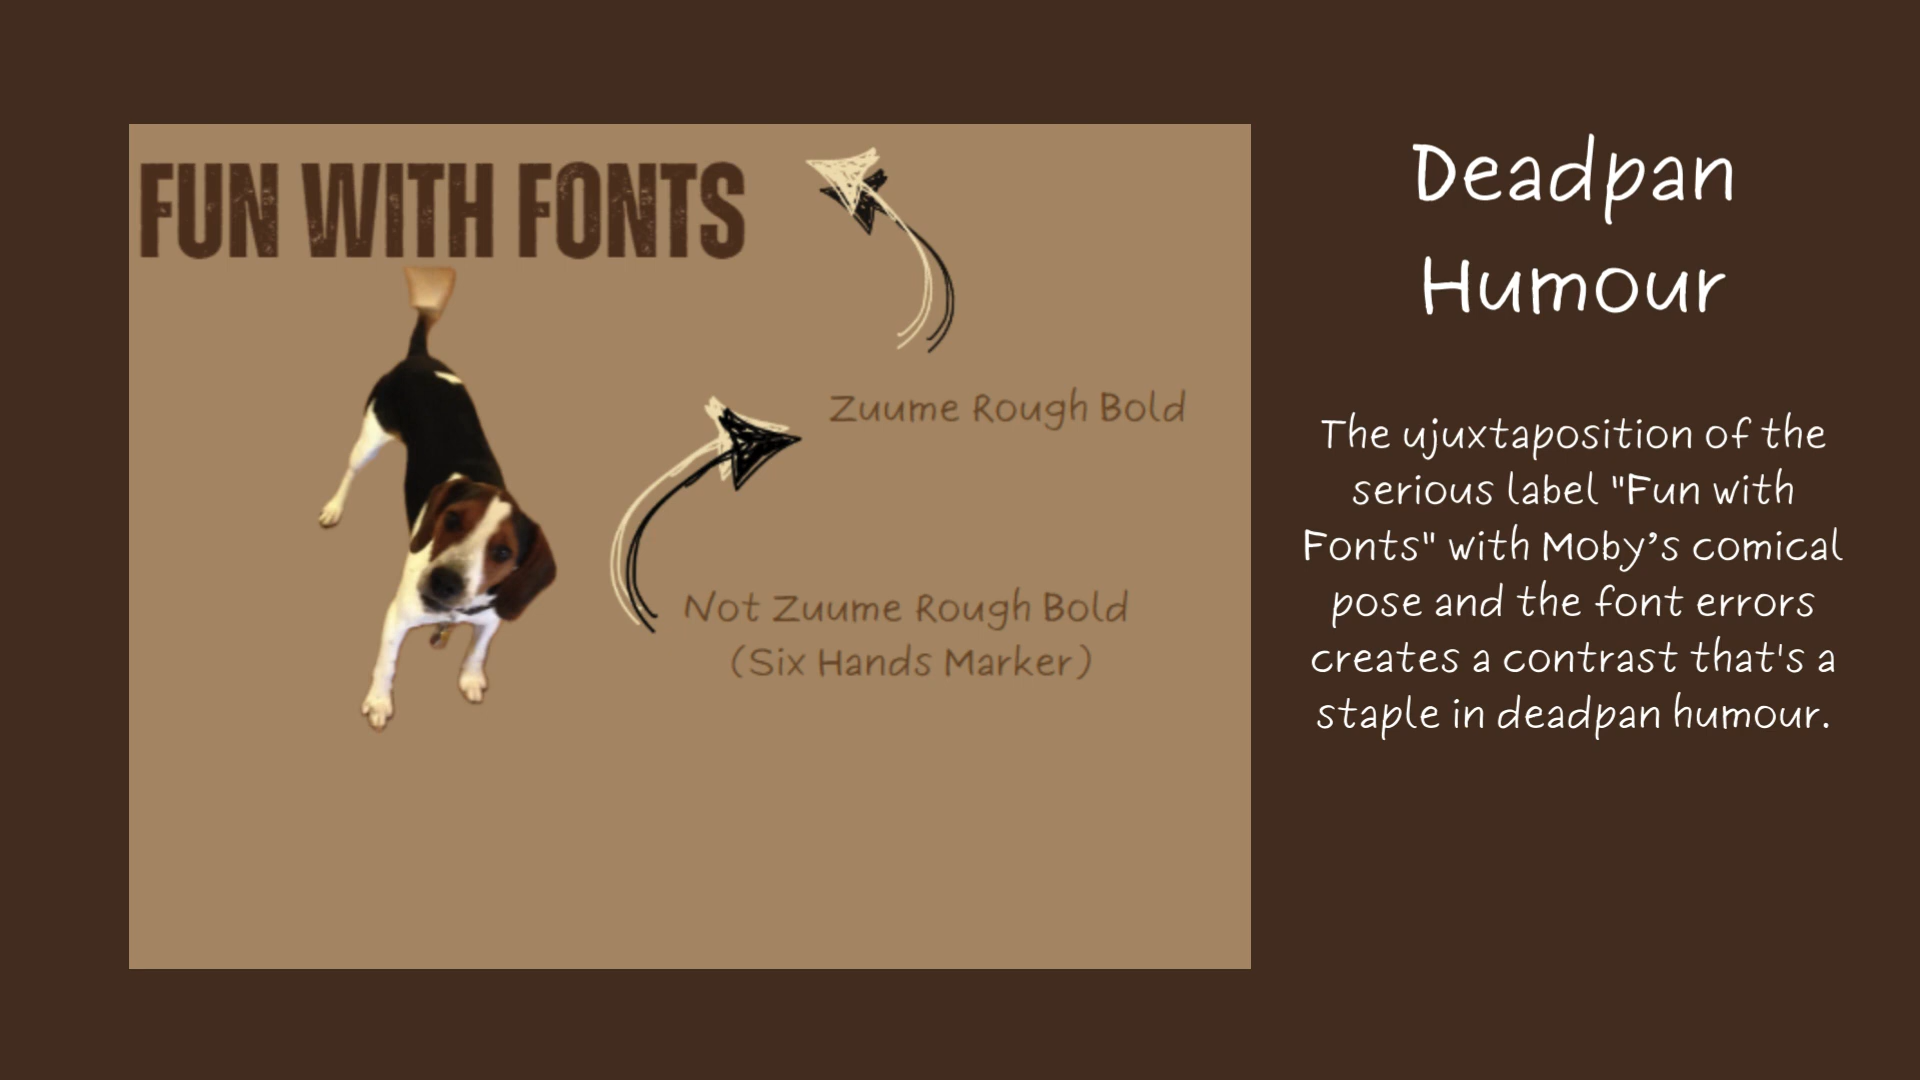 FUN WITH FONTS
Zuume Rough Bold
Not Zuume Rough Bold
(Six Hands Marker)
Deadpan
Humour
The ujuxtaposition of the
serious label "Fun with
Fonts" with Moby’s comical
pose and the font errors
creates a contrast that's a
staple in deadpan humour.